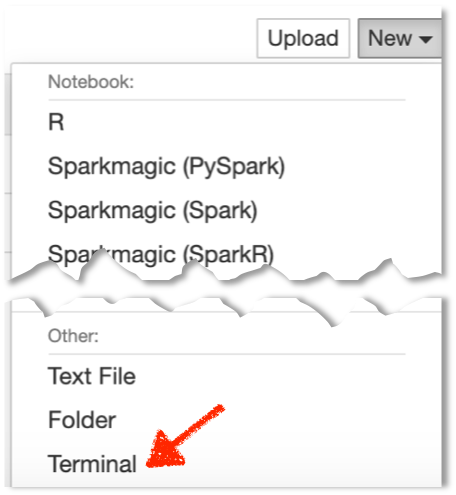 Upload New
Notebook:
R
Sparkmagic (PySpark)
Sparkmagic (Spark)
Sparkmagic (SparkR)
Other:
Text File
Folder
Terminal